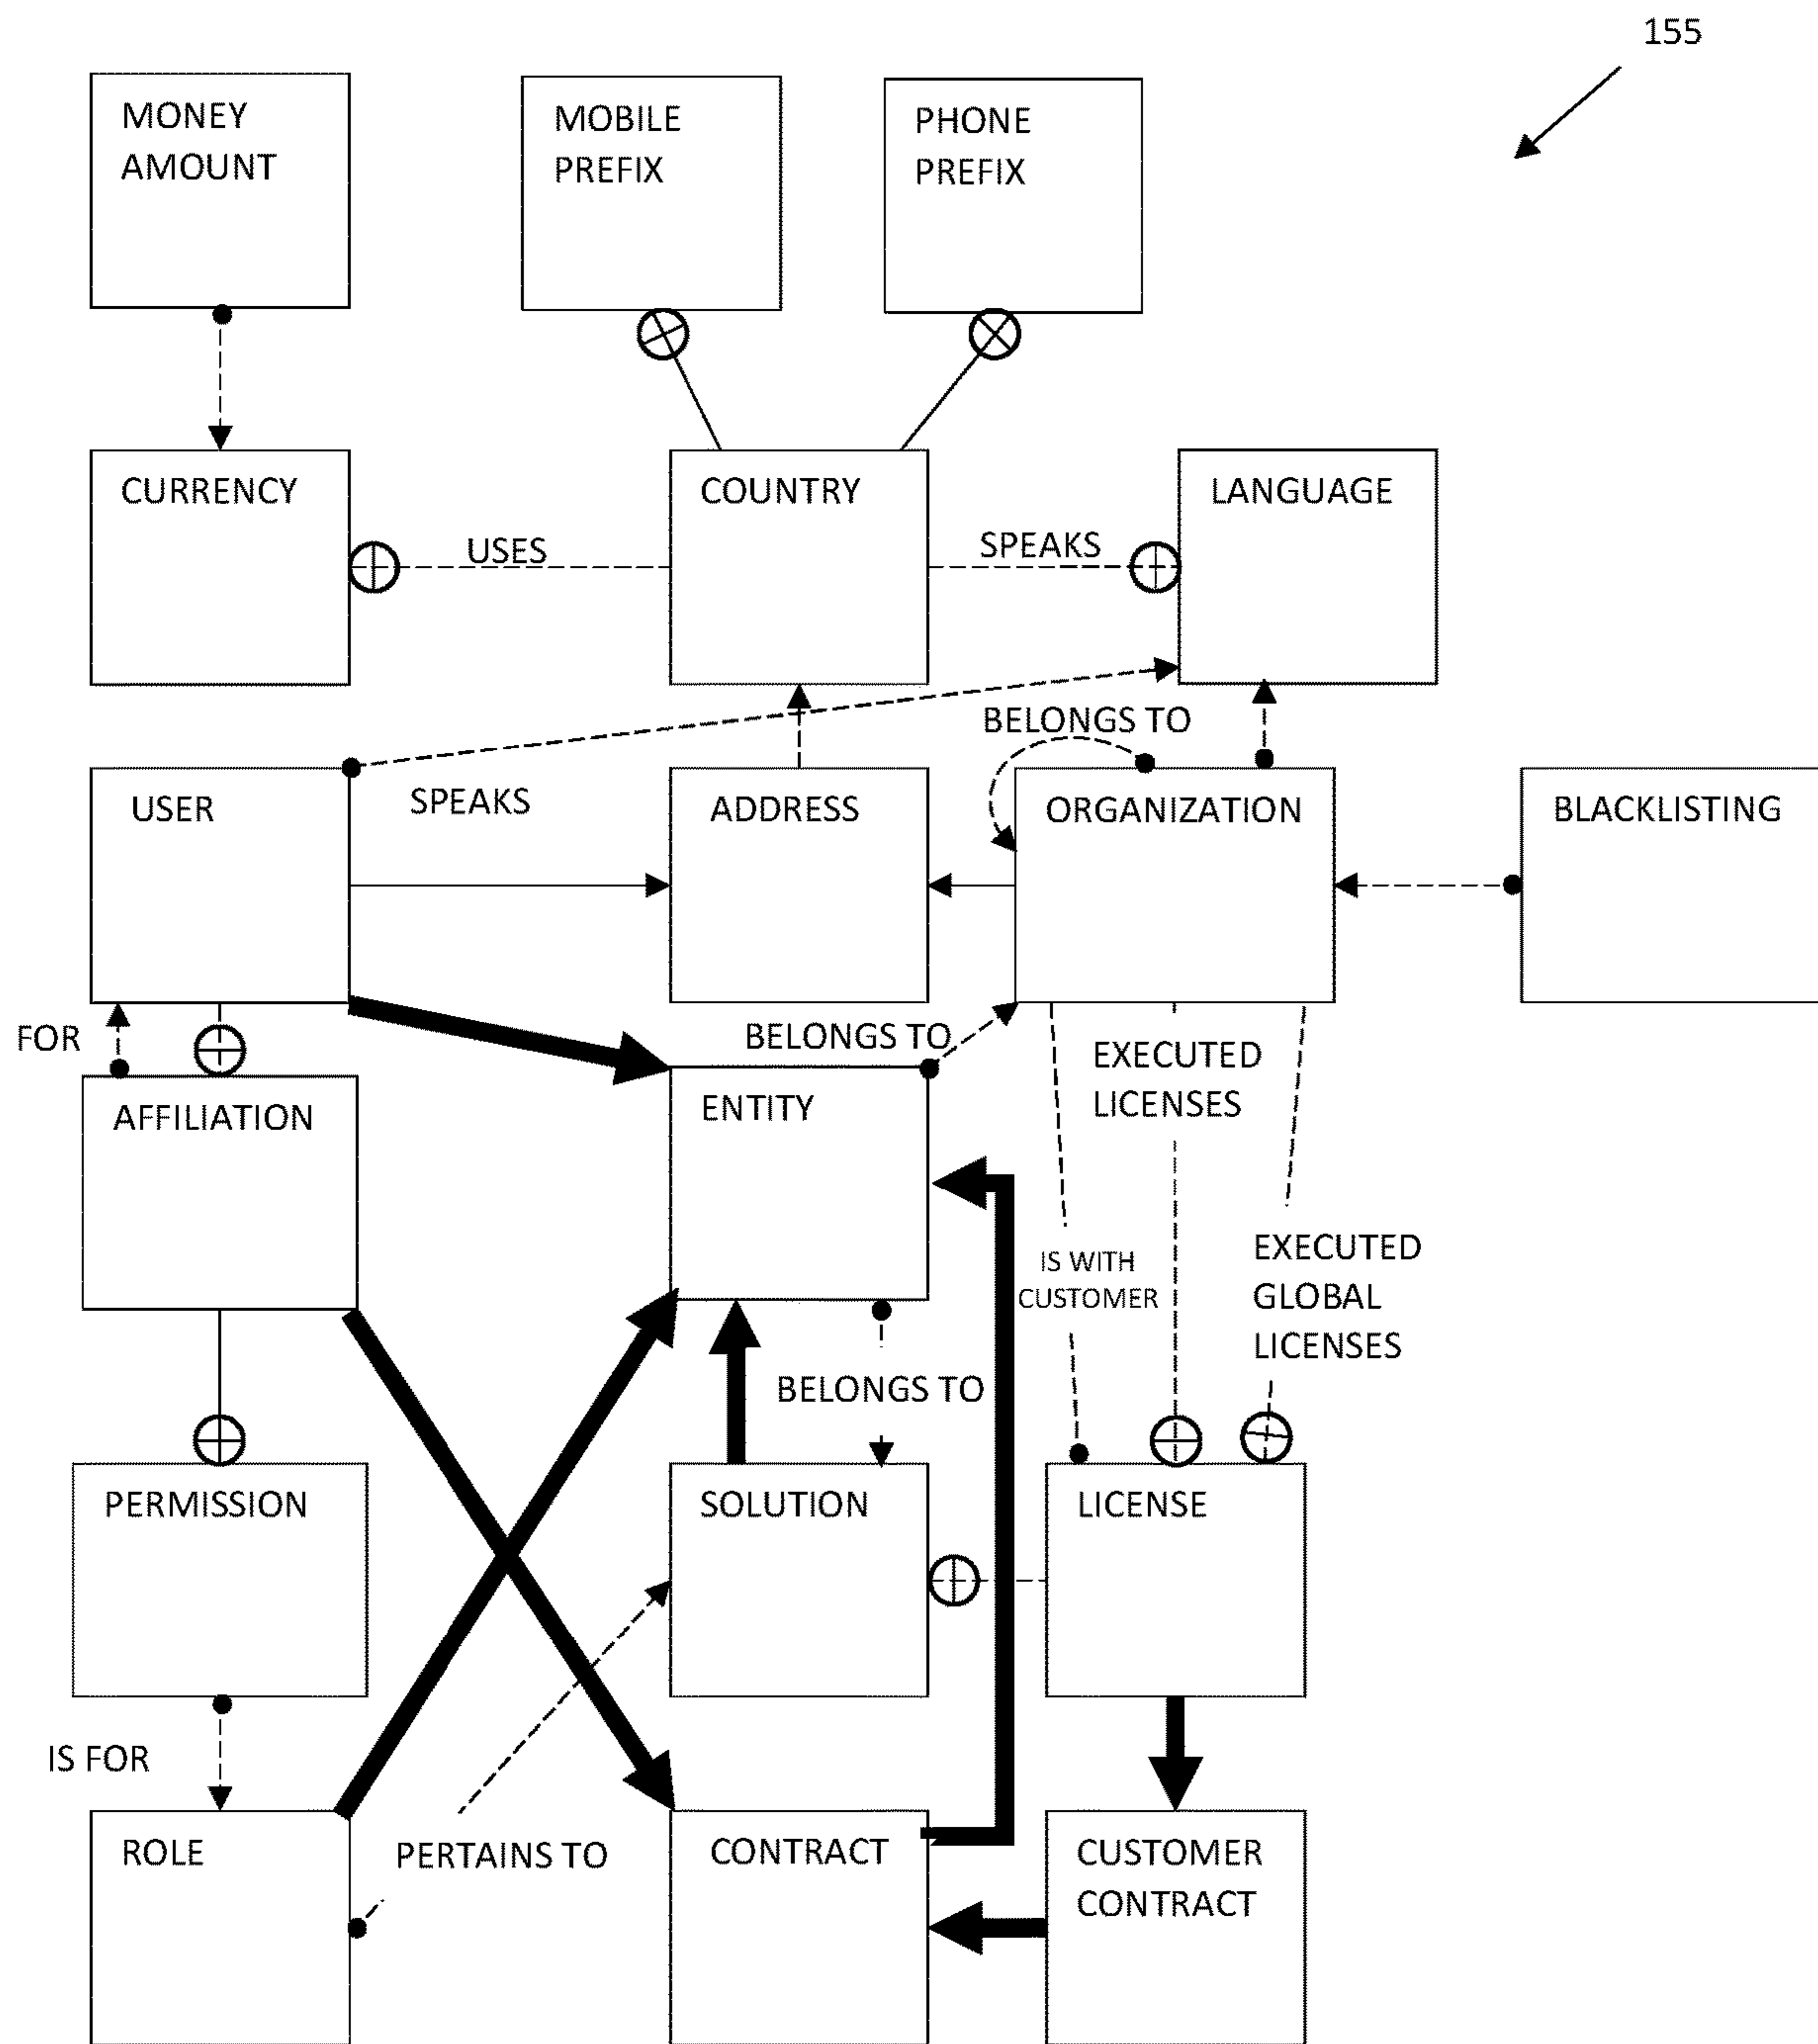 155
MONEY
AMOUNT
MOBILE
PREFIX
PHONE
PREFIX
CURRENCY
USES
COUNTRY
SPEAKS
LANGUAGE
BELONGS TO
USER
SPEAKS
ADDRESS
ORGANIZATION
BLACKLISTING
FOR
BELONGS TO
EXECUTED
LICENSES
AFFILIATION
ENTITY
IS WITH
CUSTOMER
EXECUTED
GLOBAL
LICENSES
BELONGS TO
PERMISSION
SOLUTION
LICENSE
IS FOR
ROLE
PERTAINS TO
CONTRACT
CUSTOMER
CONTRACT